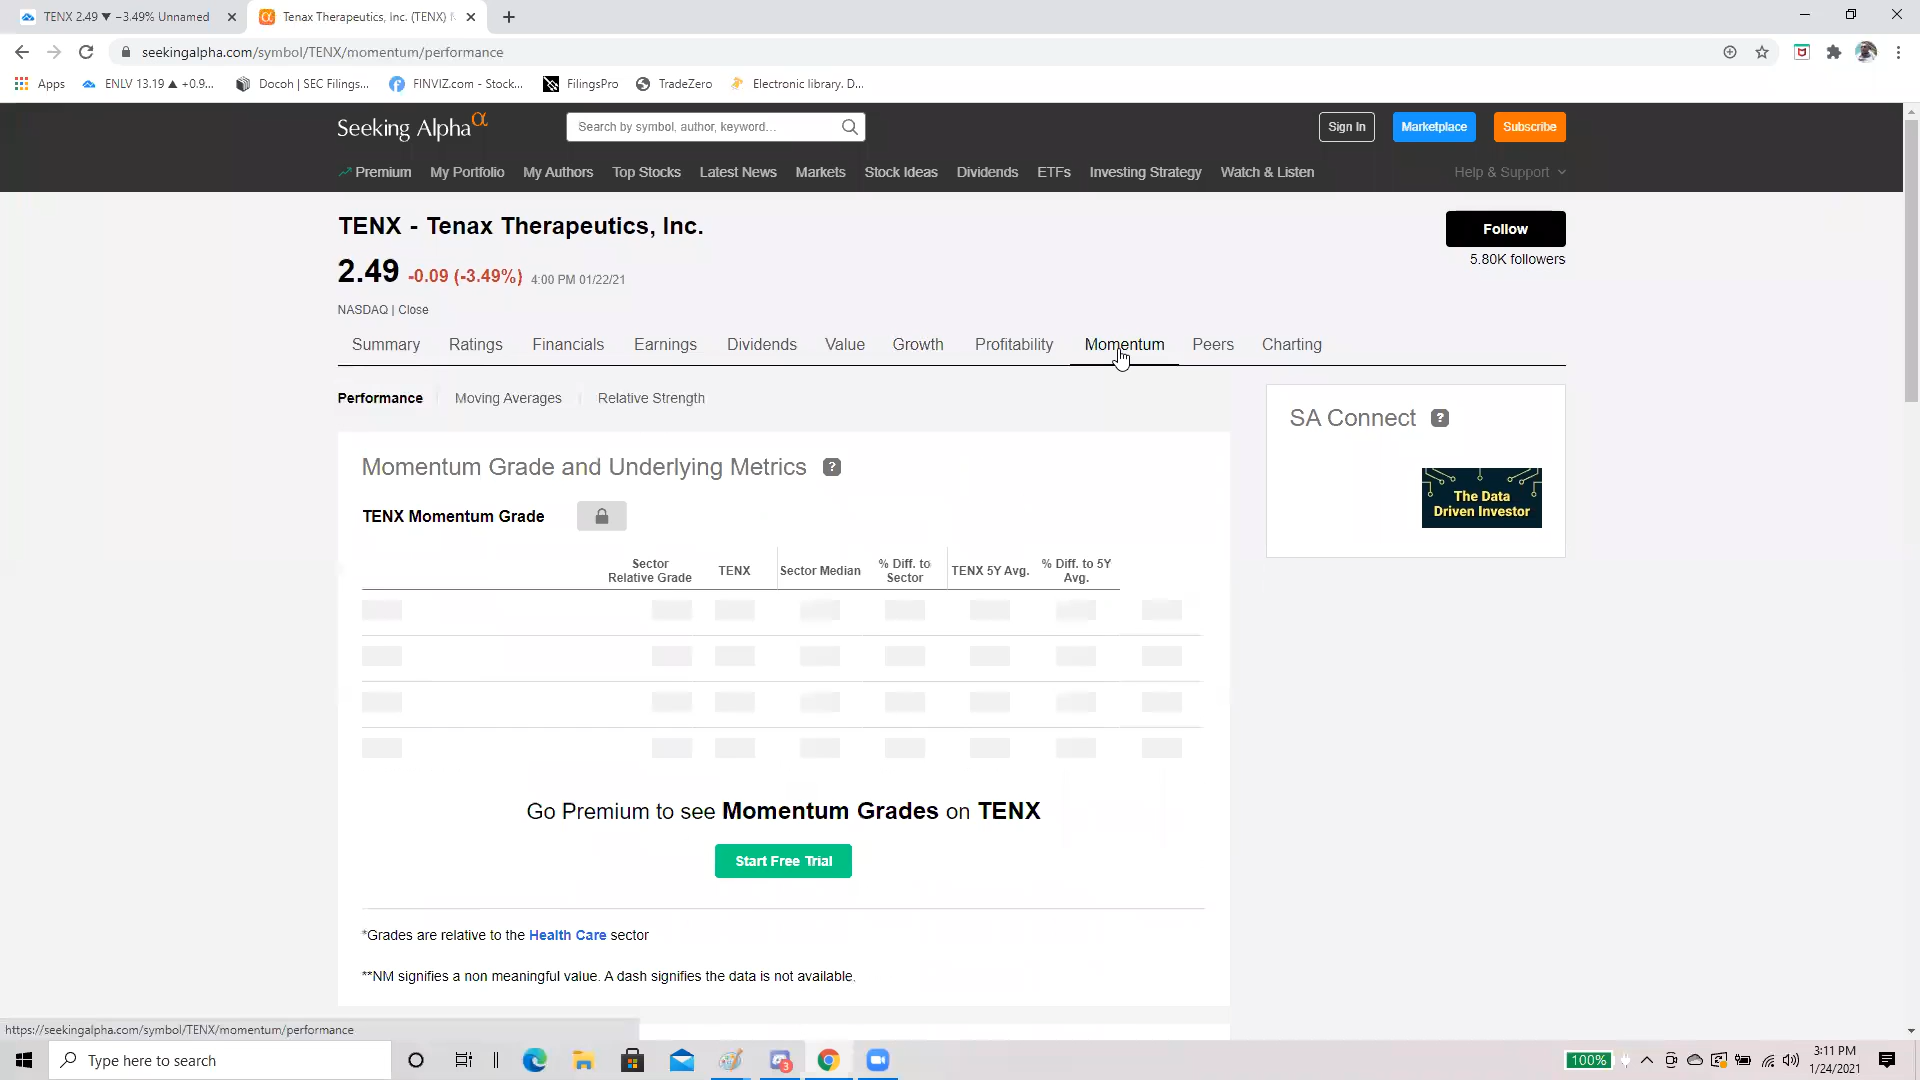 TENX 2.49 ▼ −3.49% Unnamed
Tenax Therapeutics, Inc. (TENX)
seekingalpha.com/symbol/TENX/momentum/performance
Apps
ENLV 13.19 ▲ +0.9...
Docoh | SEC Filings...
FINVIZ.com - Stock...
FilingsPro
TradeZero
Electronic library. D...
Seeking Alpha α
Search by symbol, author, keyword...
Sign In
Marketplace
Subscribe
Premium My Portfolio My Authors Top Stocks Latest News Markets Stock Ideas Dividends ETFs Investing Strategy Watch & Listen Help & Support
TENX - Tenax Therapeutics, Inc.
Follow
2.49 -0.09 (-3.49%) 4:00 PM 01/22/21
5.80K followers
NASDAQ | Close
Summary Ratings Financials Earnings Dividends Value Growth Profitability Momentum Peers Charting
Performance Moving Averages Relative Strength
SA Connect ?
The Data
Driven Investor
Momentum Grade and Underlying Metrics ?
TENX Momentum Grade
Sector
Relative Grade
TENX
Sector Median
% Diff. to
Sector
TENX 5Y Avg.
% Diff. to 5Y
Avg.
Go Premium to see Momentum Grades on TENX
Start Free Trial
*Grades are relative to the Health Care sector
**NM signifies a non meaningful value. A dash signifies the data is not available.
https://seekingalpha.com/symbol/TENX/momentum/performance
Type here to search
3
100%
3:11 PM
1/24/2021